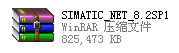 SIMATIC_NET_8.2SP1
WinRAR 压缩文件
825,473 KB